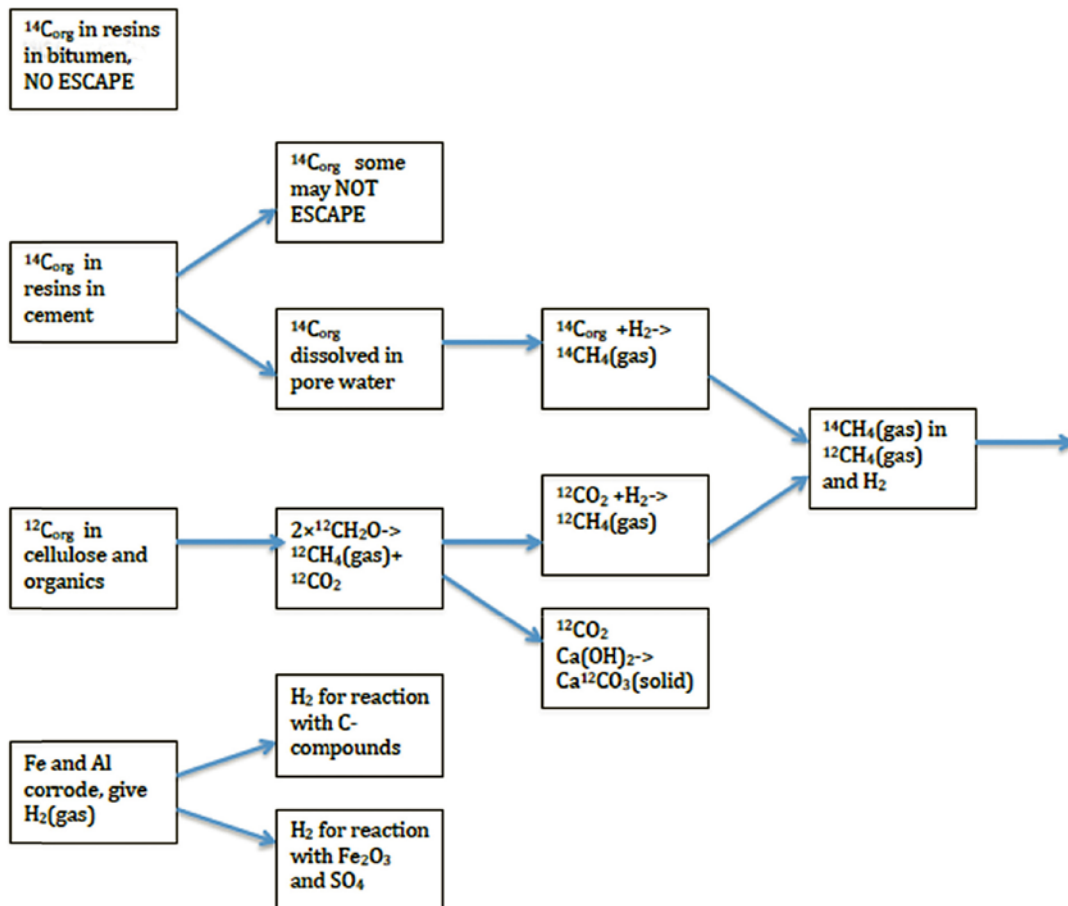 ¹⁴Corg in resins
in bitumen,
NO ESCAPE
¹⁴Corg some
may NOT
ESCAPE
¹⁴Corg in
resins in
cement
¹⁴Corg
dissolved in
pore water
¹⁴Corg +H₂->
¹⁴CH₄(gas)
¹⁴CH₄(gas) in
¹²CH₄(gas)
and H₂
¹²Corg in
cellulose and
organics
2×¹²CH₂O->
¹²CH₄(gas)+
¹²CO₂
¹²CO₂ +H₂->
¹²CH₄(gas)
¹²CO₂
Ca(OH)₂->
Ca¹²CO₃(solid)
H₂ for reaction
with C-
compounds
Fe and Al
corrode, give
H₂(gas)
H₂ for reaction
with Fe₂O₃
and SO₄